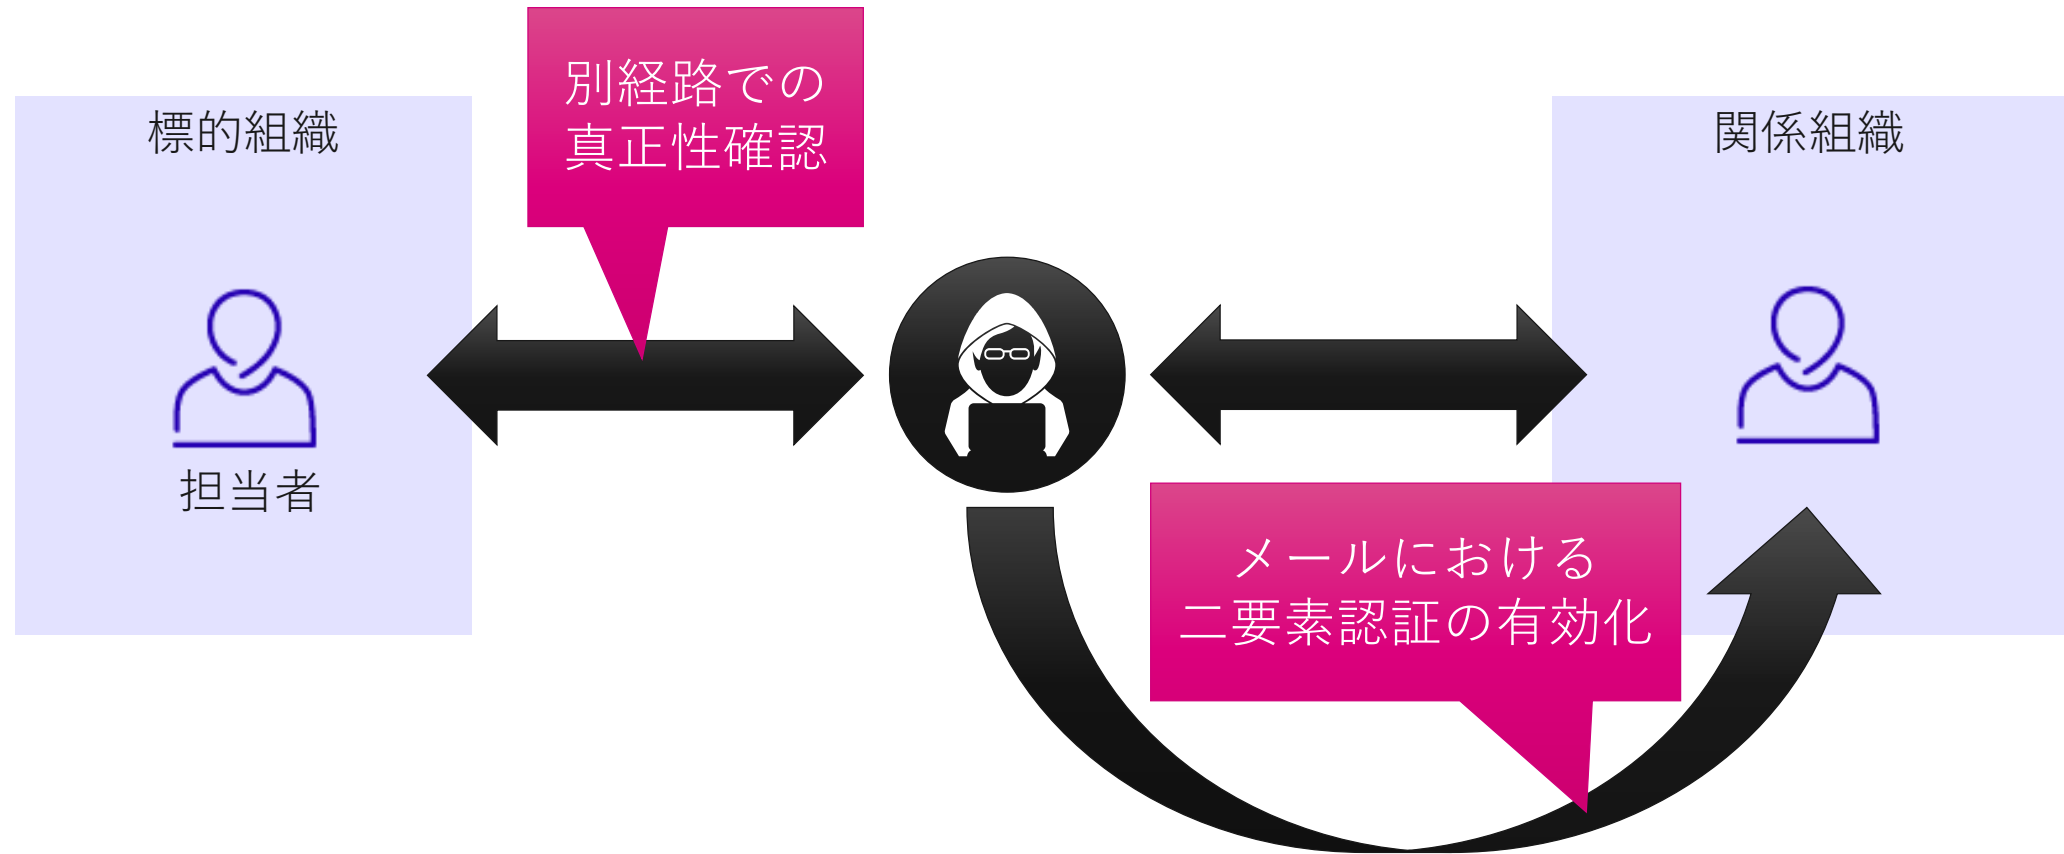 標的組織
担当者
別経路での
真正性確認
関係組織
メールにおける
二要素認証の有効化